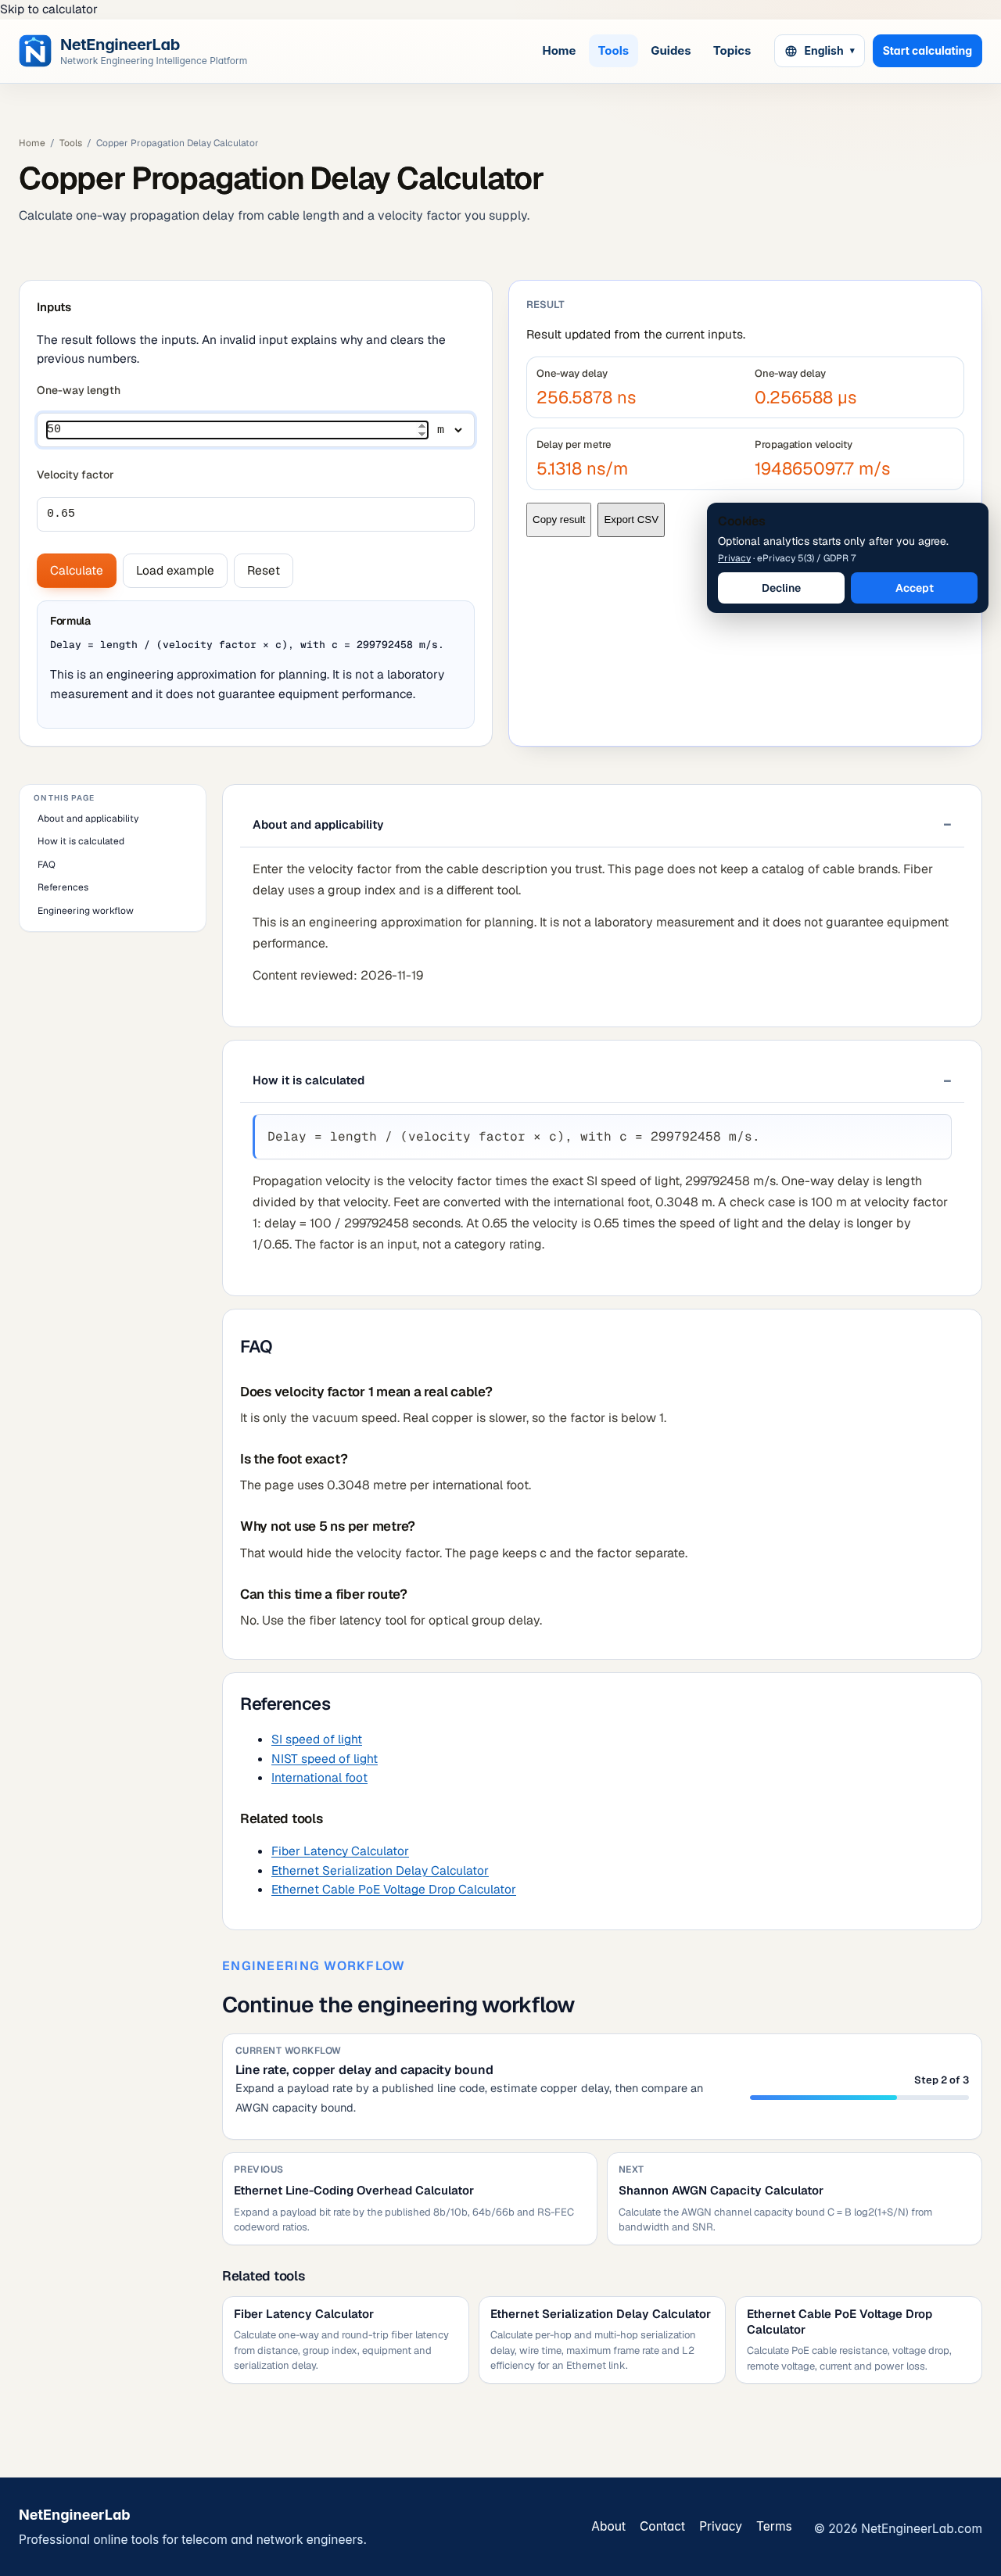 Skip to calculator
NetEngineerLab
Network Engineering Intelligence Platform
Home
Tools
Guides
Topics
English ▾
Start calculating
Home / Tools / Copper Propagation Delay Calculator
Copper Propagation Delay Calculator
Calculate one-way propagation delay from cable length and a velocity factor you supply.
Inputs
The result follows the inputs. An invalid input explains why and clears the
previous numbers.
One-way length
50
m
Velocity factor
0.65
Calculate
Load example
Reset
Formula
Delay = length / (velocity factor × c), with c = 299792458 m/s.
This is an engineering approximation for planning. It is not a laboratory
measurement and it does not guarantee equipment performance.
RESULT
Result updated from the current inputs.
One-way delay
256.5878 ns
One-way delay
0.256588 µs
Delay per metre
5.1318 ns/m
Propagation velocity
194865097.7 m/s
Copy result
Export CSV
Cookies
Optional analytics starts only after you agree.
Privacy · ePrivacy 5(3) / GDPR 7
Decline
Accept
ON THIS PAGE
About and applicability
How it is calculated
FAQ
References
Engineering workflow
About and applicability
−
Enter the velocity factor from the cable description you trust. This page does not keep a catalog of cable brands. Fiber
delay uses a group index and is a different tool.
This is an engineering approximation for planning. It is not a laboratory measurement and it does not guarantee equipment
performance.
Content reviewed: 2026-11-19
How it is calculated
−
Delay = length / (velocity factor × c), with c = 299792458 m/s.
Propagation velocity is the velocity factor times the exact SI speed of light, 299792458 m/s. One-way delay is length
divided by that velocity. Feet are converted with the international foot, 0.3048 m. A check case is 100 m at velocity factor
1: delay = 100 / 299792458 seconds. At 0.65 the velocity is 0.65 times the speed of light and the delay is longer by
1/0.65. The factor is an input, not a category rating.
FAQ
Does velocity factor 1 mean a real cable?
It is only the vacuum speed. Real copper is slower, so the factor is below 1.
Is the foot exact?
The page uses 0.3048 metre per international foot.
Why not use 5 ns per metre?
That would hide the velocity factor. The page keeps c and the factor separate.
Can this time a fiber route?
No. Use the fiber latency tool for optical group delay.
References
• SI speed of light
• NIST speed of light
• International foot
Related tools
• Fiber Latency Calculator
• Ethernet Serialization Delay Calculator
• Ethernet Cable PoE Voltage Drop Calculator
ENGINEERING WORKFLOW
Continue the engineering workflow
CURRENT WORKFLOW
Line rate, copper delay and capacity bound
Expand a payload rate by a published line code, estimate copper delay, then compare an
AWGN capacity bound.
Step 2 of 3
PREVIOUS
Ethernet Line-Coding Overhead Calculator
Expand a payload bit rate by the published 8b/10b, 64b/66b and RS-FEC
codeword ratios.
NEXT
Shannon AWGN Capacity Calculator
Calculate the AWGN channel capacity bound C = B log2(1+S/N) from
bandwidth and SNR.
Related tools
Fiber Latency Calculator
Calculate one-way and round-trip fiber latency
from distance, group index, equipment and
serialization delay.
Ethernet Serialization Delay Calculator
Calculate per-hop and multi-hop serialization
delay, wire time, maximum frame rate and L2
efficiency for an Ethernet link.
Ethernet Cable PoE Voltage Drop
Calculator
Calculate PoE cable resistance, voltage drop,
remote voltage, current and power loss.
NetEngineerLab
Professional online tools for telecom and network engineers.
About
Contact
Privacy
Terms
© 2026 NetEngineerLab.com